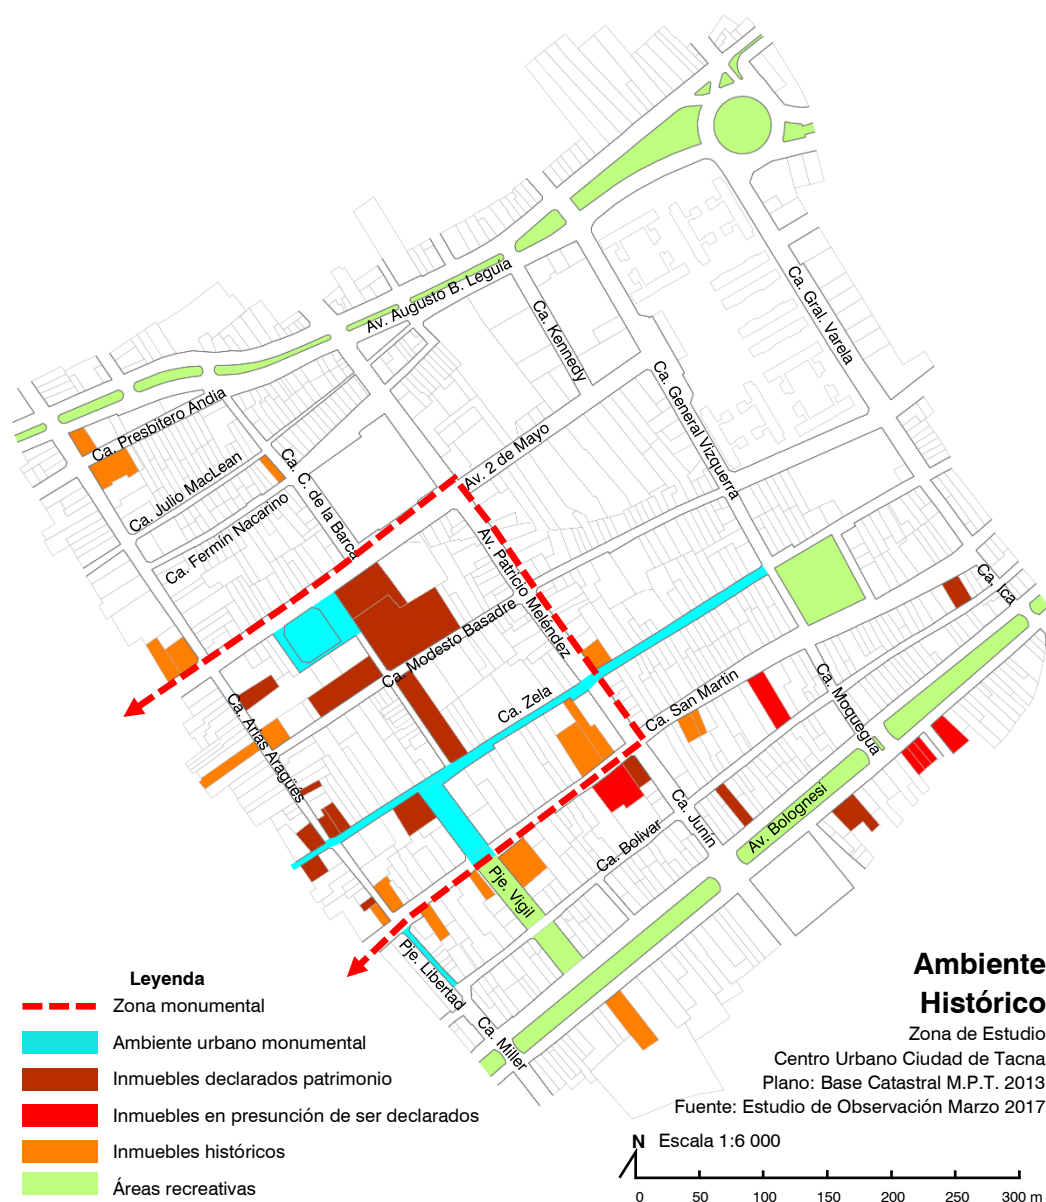 Av. Augusto B. Leguía
Ca. Kennedy
Ca. Gral. Varela
Ca. General Vizquerra
Ca. Presbitero Andia
Av. 2 de Mayo
Ca. Julio MacLean
Ca. C. de la Barca
Ca. Fermín Nacarino
Av. Patricio Meléndez
Ca. Ica
Ca. Modesto Basadre
Ca. Zela
Ca. San Martin
Ca. Moquegua
Ca. Arias Aragües
Ca. Junin
Av. Bolognesi
Ca. Bolivar
Pje. Vigil
Pje. Libertad
Ca. Miller
Leyenda
Zona monumental
Ambiente urbano monumental
Inmuebles declarados patrimonio
Inmuebles en presunción de ser declarados
Inmuebles históricos
Áreas recreativas
Ambiente
Histórico
Zona de Estudio
Centro Urbano Ciudad de Tacna
Plano: Base Catastral M.P.T. 2013
Fuente: Estudio de Observación Marzo 2017
N Escala 1:6 000
0 50 100 150 200 250 300 m